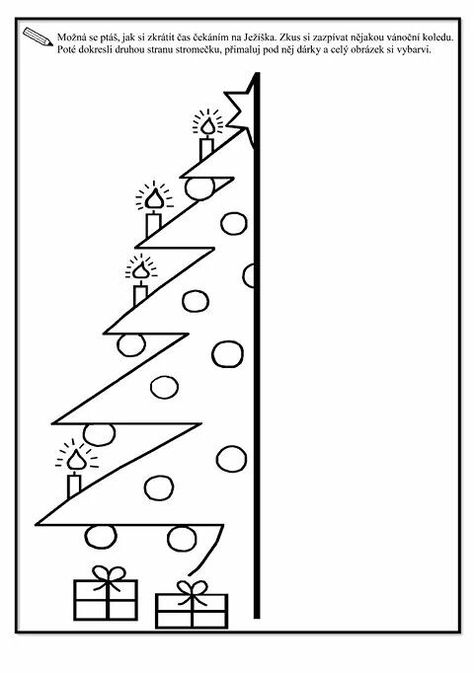 Možná se ptáš, jak si zkrátit čas čekáním na Ježíška. Zkus si zazpívat nějakou vánoční koledu.
Poté dokresli druhou stranu stromečku, přimaluj pod něj dárky a celý obrázek si vybarvi.